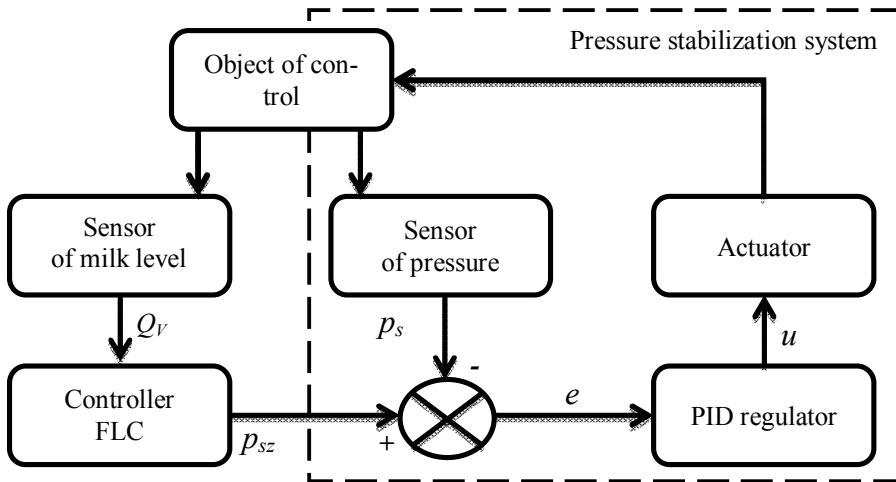 Pressure stabilization system
Object of con-
trol
Sensor
of milk level
Sensor
of pressure
Actuator
Q_V
p_s
-
u
Controller
FLC
p_sz
+
e
PID regulator